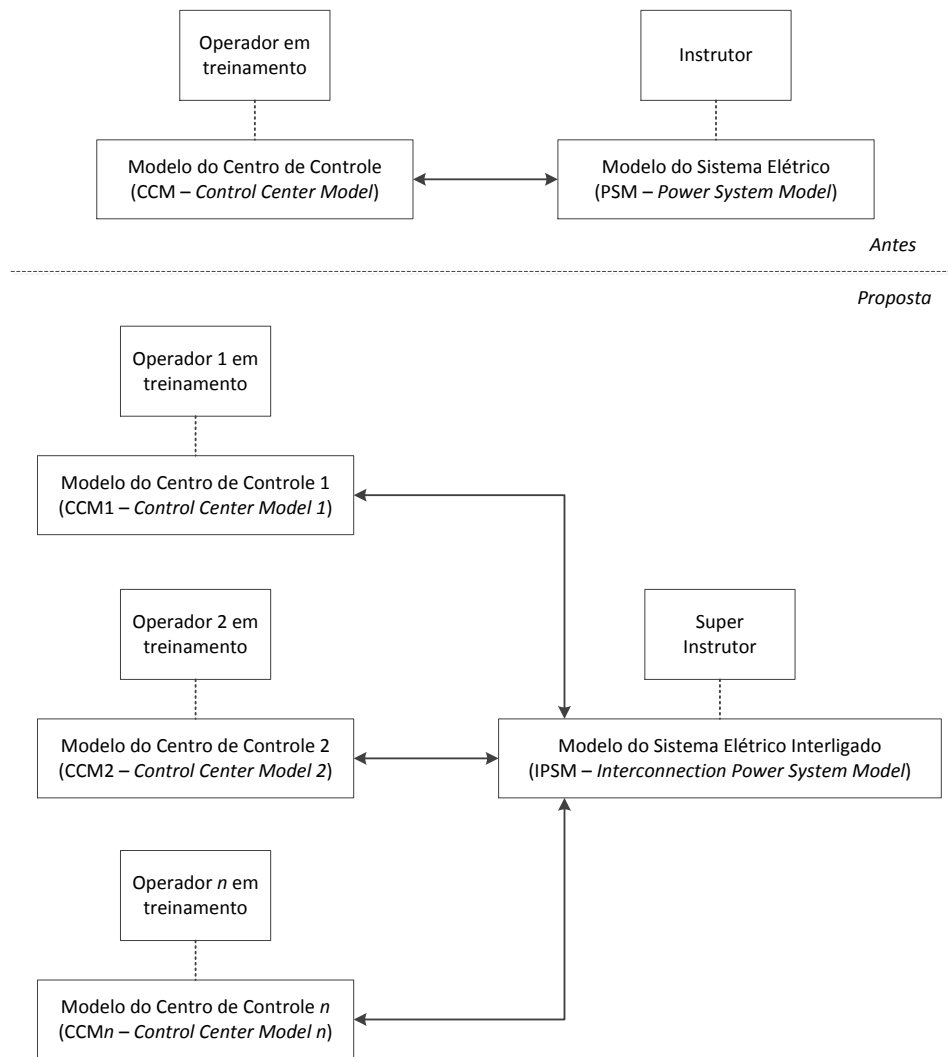 Operador em
treinamento
Instrutor
Modelo do Centro de Controle
(CCM – Control Center Model)
Modelo do Sistema Elétrico
(PSM – Power System Model)
Antes
Proposta
Operador 1 em
treinamento
Modelo do Centro de Controle 1
(CCM1 – Control Center Model 1)
Operador 2 em
treinamento
Super
Instrutor
Modelo do Centro de Controle 2
(CCM2 – Control Center Model 2)
Modelo do Sistema Elétrico Interligado
(IPSM – Interconnection Power System Model)
Operador n em
treinamento
Modelo do Centro de Controle n
(CCMn – Control Center Model n)